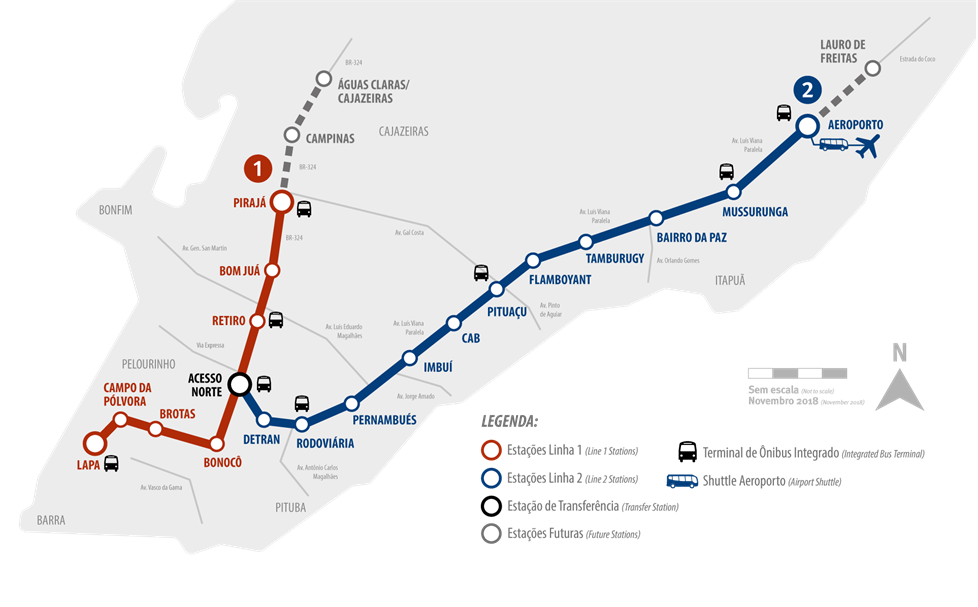 LAURO DE
FREITAS
Estrada do Coco
BR-324
ÁGUAS CLARAS/
CAJAZEIRAS
2
AEROPORTO
CAMPINAS
CAJAZEIRAS
Av. Luís Viana
Paralela
1
BR-324
PIRAJÁ
MUSSURUNGA
BONFIM
Av. Gal Costa
Av. Luís Viana
Paralela
BAIRRO DA PAZ
BR-324
Av. Gen. San Martin
TAMBURUGY
Av. Orlando Gomes
BOM JUÁ
FLAMBOYANT
ITAPUÃ
PITUAÇU
Av. Pinto
de Aguiar
RETIRO
Av. Luís Eduardo
Magalhães
Av. Luís Viana
Paralela
CAB
Via Expressa
IMBUÍ
PELOURINHO
ACESSO
NORTE
N
CAMPO DA
PÓLVORA
Av. Jorge Amado
Sem escala (Not to scale)
Novembro 2018 (November 2018)
BROTAS
PERNAMBUÉS
DETRAN
RODOVIÁRIA
LAPA
BONOCÔ
Av. Antônio Carlos
Magalhães
Av. Vasco da Gama
PITUBA
BARRA
LEGENDA:
Estações Linha 1 (Line 1 Stations)
Estações Linha 2 (Line 2 Stations)
Estação de Transferência (Transfer Station)
Estações Futuras (Future Stations)
Terminal de Ônibus Integrado (Integrated Bus Terminal)
Shuttle Aeroporto (Airport Shuttle)